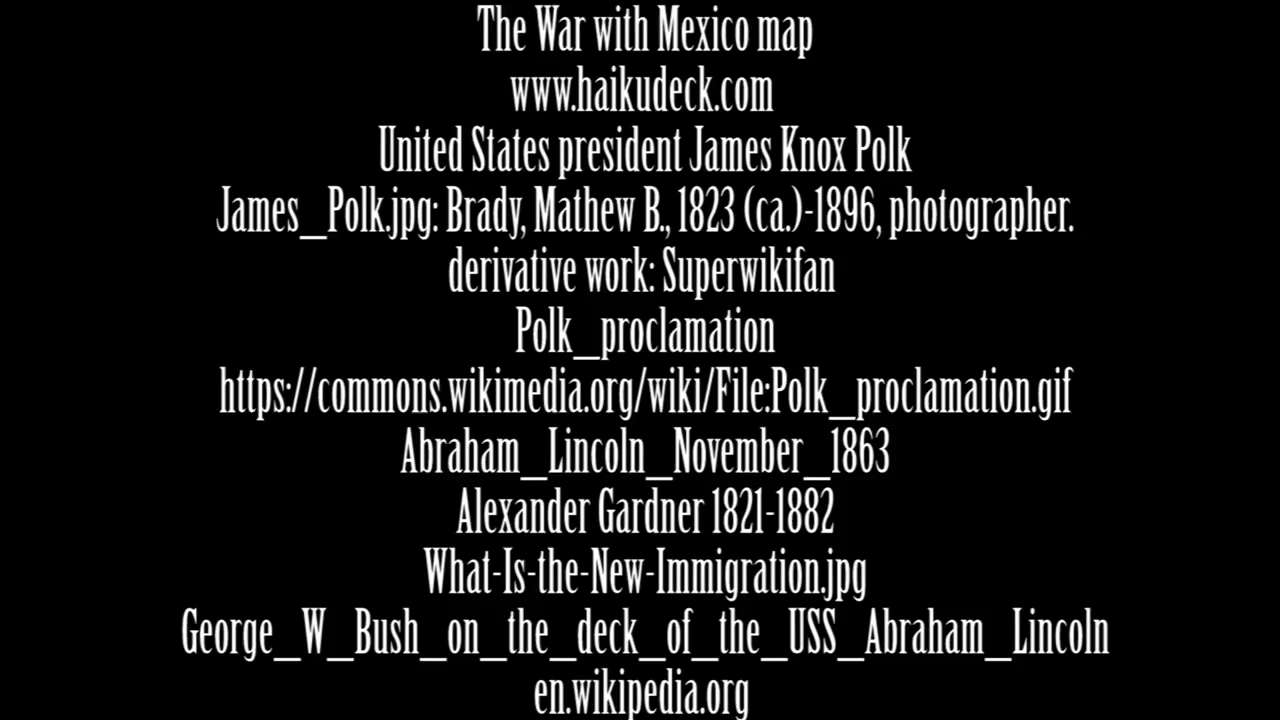 The War with Mexico map
www.haikudeck.com
United States president James Knox Polk
James_Polk.jpg: Brady, Mathew B., 1823 (ca.)-1896, photographer.
derivative work: Superwikifan
Polk_proclamation
https://commons.wikimedia.org/wiki/File:Polk_proclamation.gif
Abraham_Lincoln_November_1863
Alexander Gardner 1821-1882
What-Is-the-New-Immigration.jpg
George_W_Bush_on_the_deck_of_the_USS_Abraham_Lincoln
en.wikipedia.org